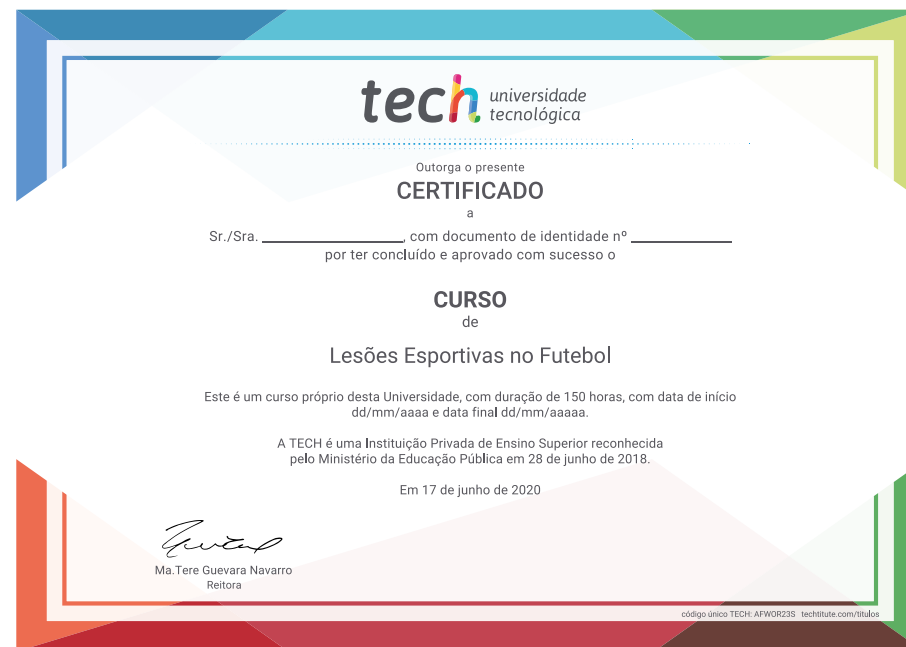 tech universidade
tecnológica
Outorga o presente
CERTIFICADO
a
Sr./Sra. ____________________, com documento de identidade nº ______________
por ter concluído e aprovado com sucesso o
CURSO
de
Lesões Esportivas no Futebol
Este é um curso próprio desta Universidade, com duração de 150 horas, com data de início
dd/mm/aaaa e data final dd/mm/aaaaa.
A TECH é uma Instituição Privada de Ensino Superior reconhecida
pelo Ministério da Educação Pública em 28 de junho de 2018.
Em 17 de junho de 2020
Ma.Tere Guevara Navarro
Reitora
código único TECH: AFWOR23S techtitute.com/titulos